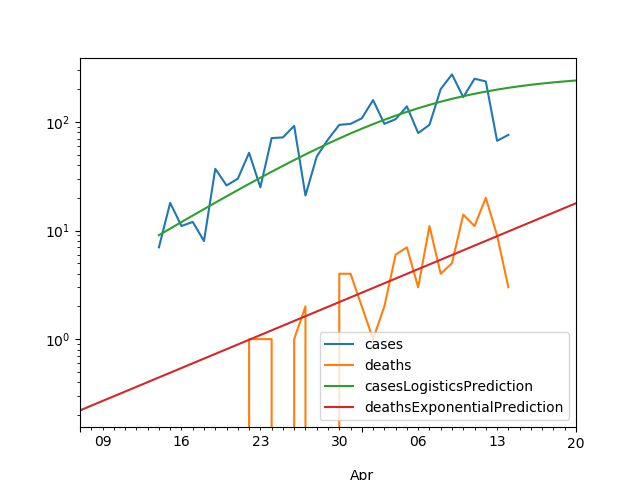 10²
10¹
10⁰
cases
deaths
casesLogisticsPrediction
deathsExponentialPrediction
09 16 23 30 06 13 20
Apr